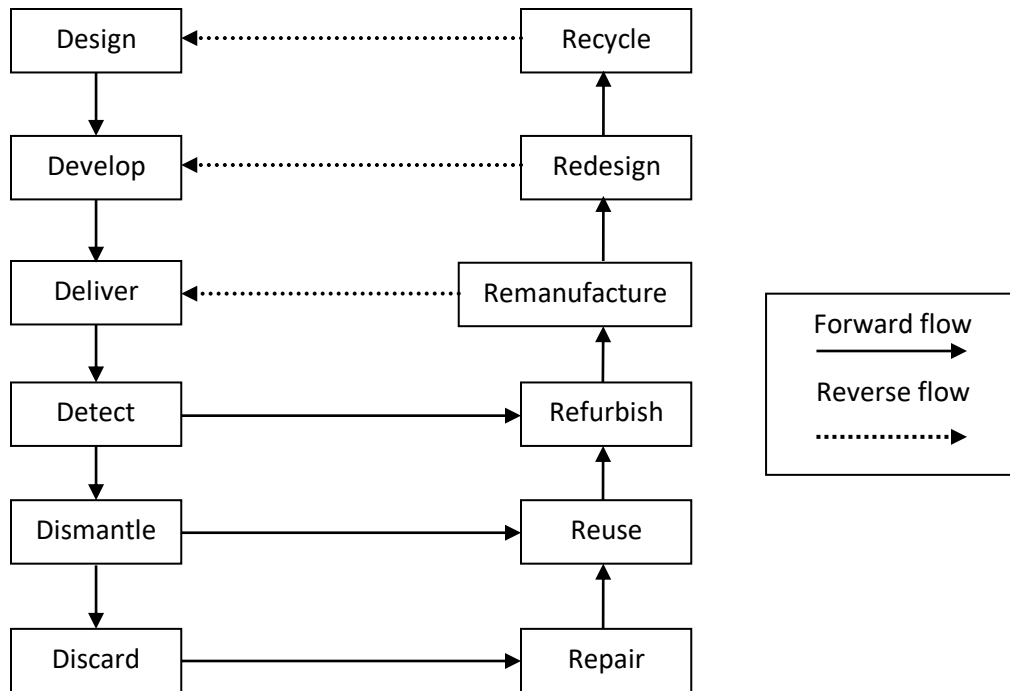 Design
Recycle
Develop
Redesign
Deliver
Remanufacture
Forward flow
Reverse flow
Detect
Refurbish
Dismantle
Reuse
Discard
Repair